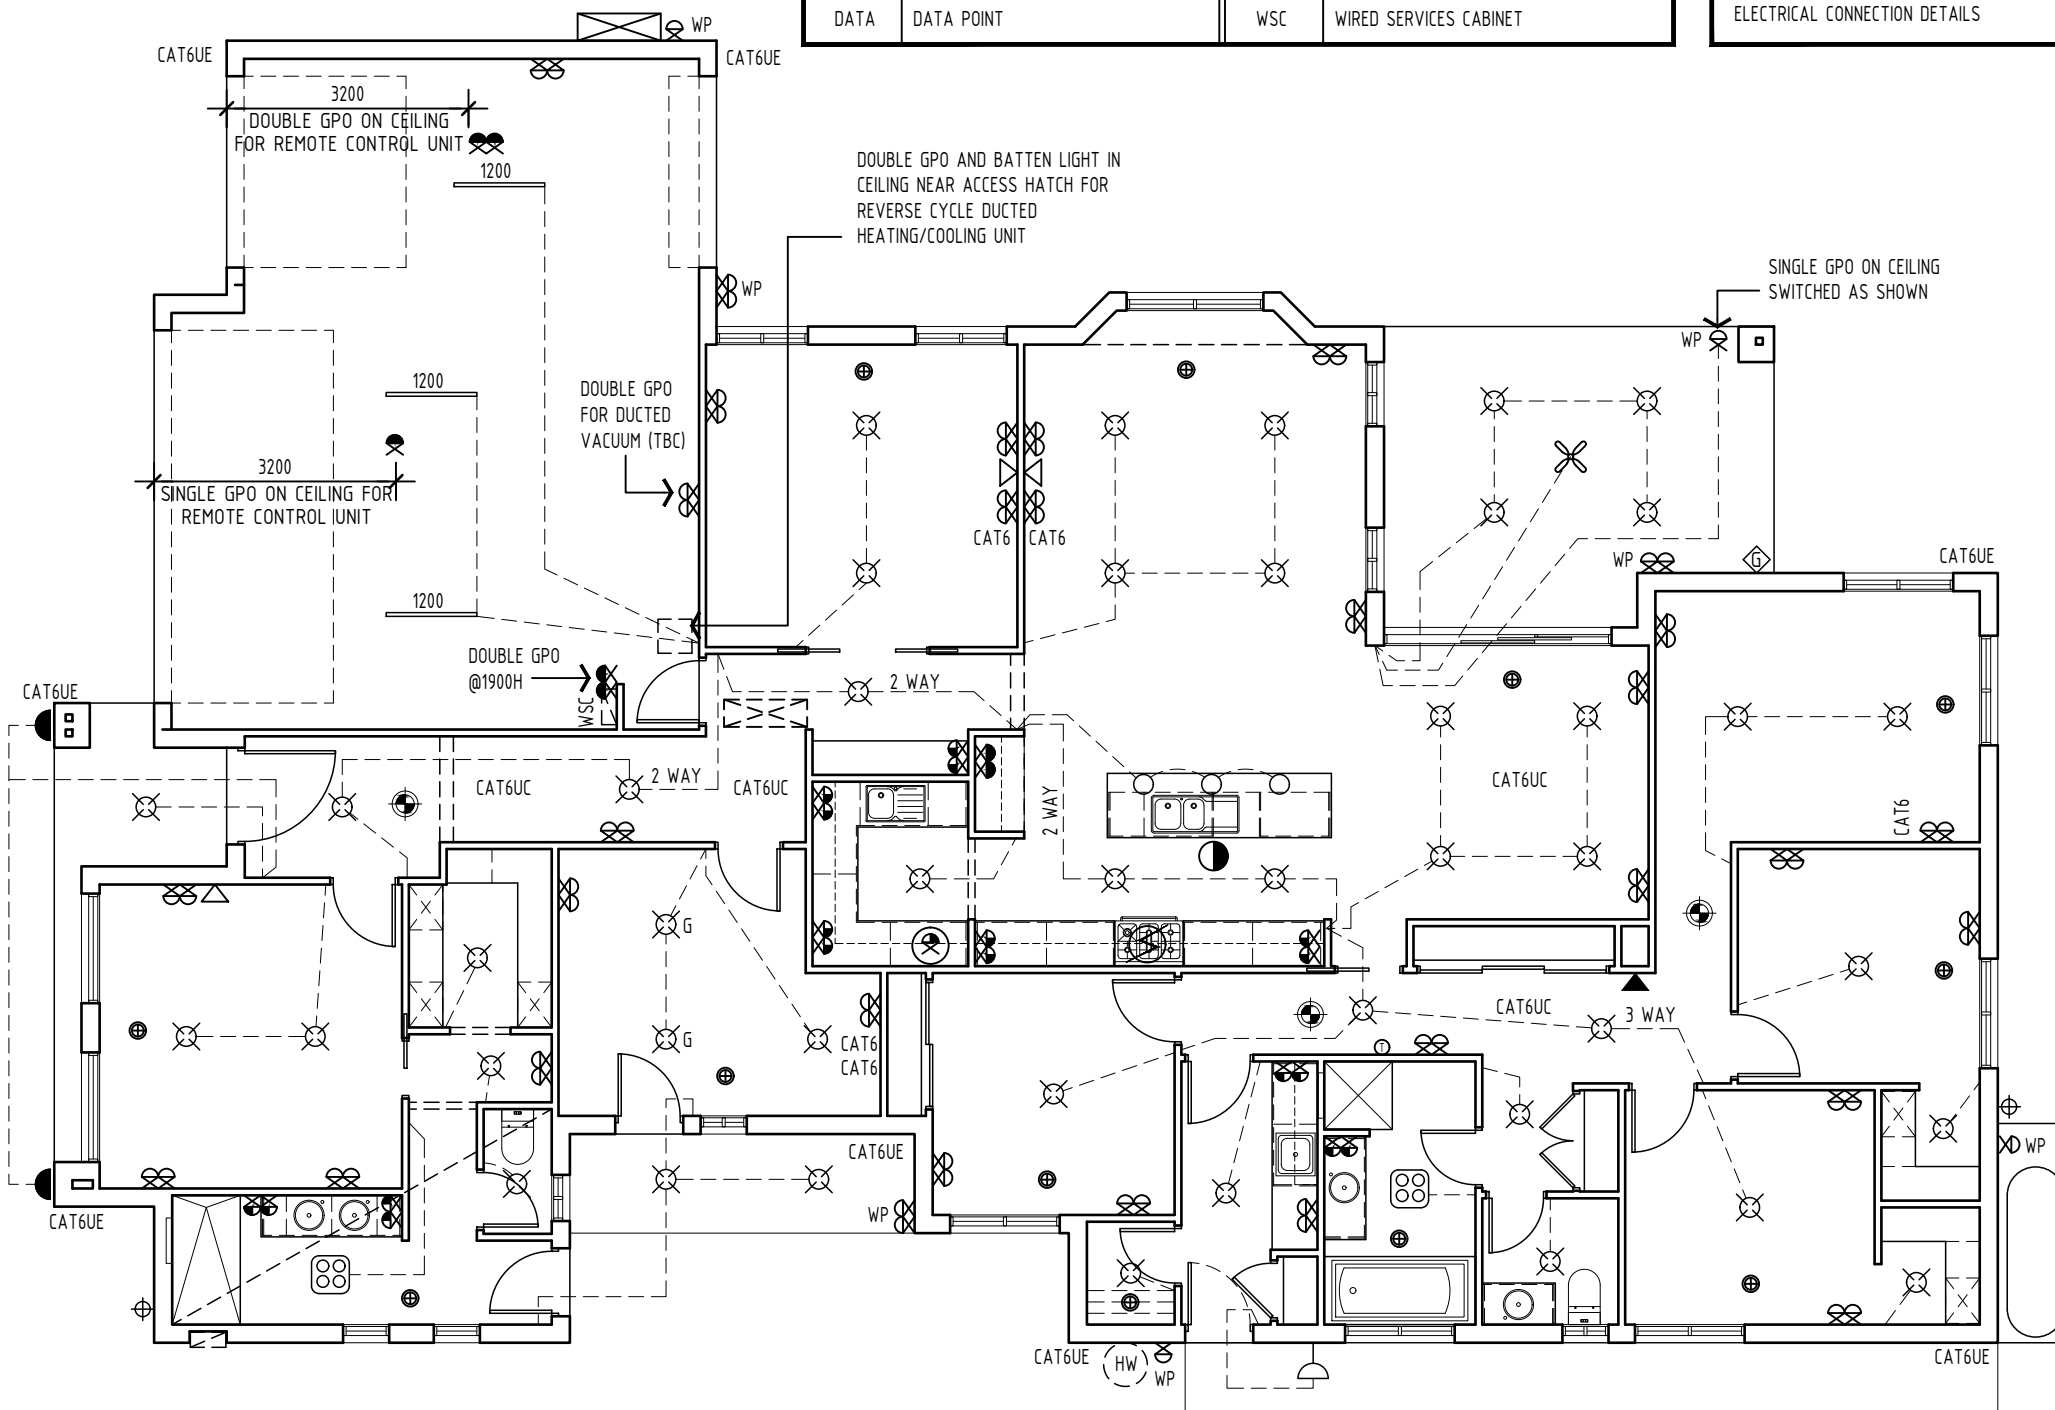 DATA DATA POINT WSC WIRED SERVICES CABINET
ELECTRICAL CONNECTION DETAILS
WP
CAT6UE
CAT6UE
3200
DOUBLE GPO ON CEILING
FOR REMOTE CONTROL UNIT
1200
DOUBLE GPO AND BATTEN LIGHT IN
CEILING NEAR ACCESS HATCH FOR
REVERSE CYCLE DUCTED
HEATING/COOLING UNIT
WP
SINGLE GPO ON CEILING
SWITCHED AS SHOWN
WP
1200
DOUBLE GPO
FOR DUCTED
VACUUM (TBC)
3200
SINGLE GPO ON CEILING FOR
REMOTE CONTROL UNIT
CAT6
CAT6
WP
G
CAT6UE
1200
DOUBLE GPO
@1900H
WSC
2 WAY
CAT6UE
CAT6UC
2 WAY
CAT6UC
2 WAY
CAT6UC
CAT6
G
G
CAT6
CAT6
CAT6UC
3 WAY
T
CAT6UE
WP
WP
CAT6UE
CAT6UE
HW
WP
CAT6UE